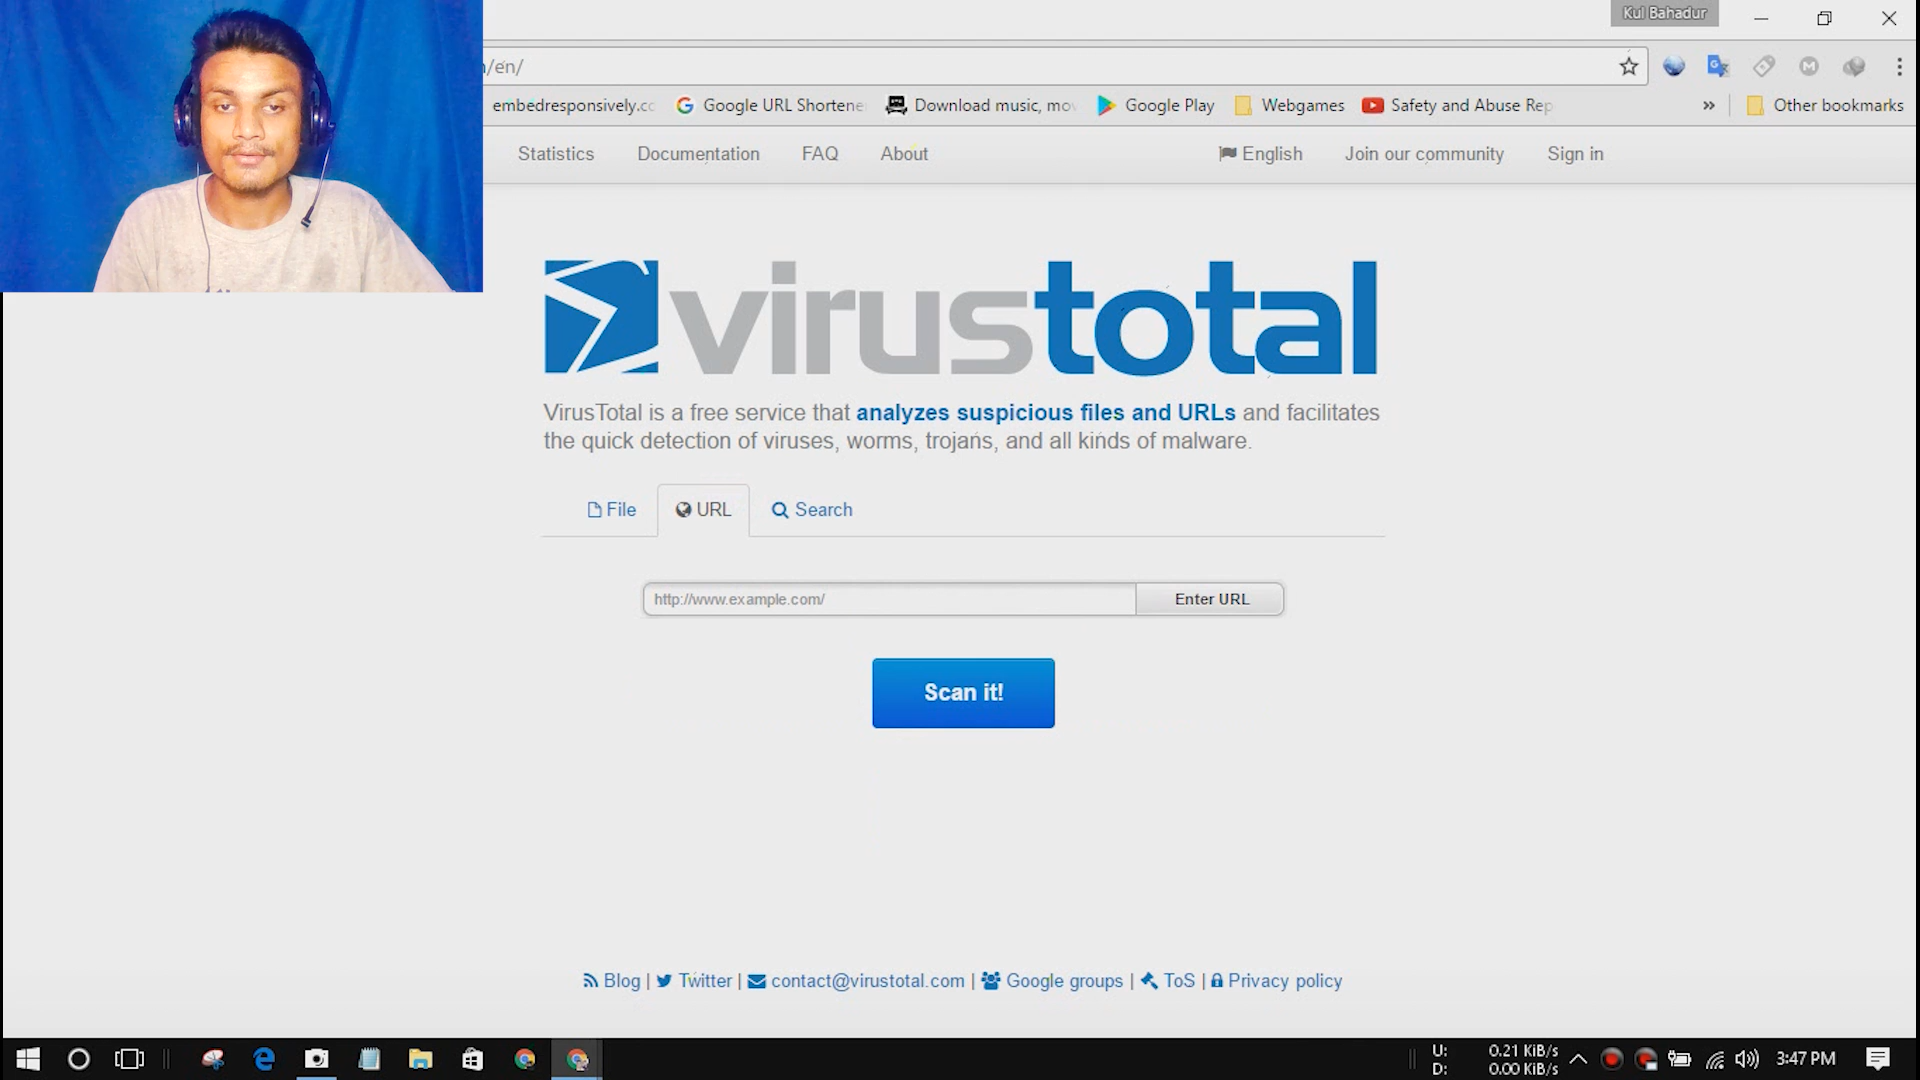 Kul Bahadur
/en/
embedresponsively.c
Google URL Shortene
Download music, mo
Google Play
Webgames
Safety and Abuse Rep
»
Other bookmarks
Statistics
Documentation
FAQ
About
English
Join our community
Sign in
virustotal
VirusTotal is a free service that analyzes suspicious files and URLs and facilitates
the quick detection of viruses, worms, trojans, and all kinds of malware.
File
URL
Search
http://www.example.com/
Enter URL
Scan it!
Blog | Twitter | contact@virustotal.com | Google groups | ToS | Privacy policy
U: 0.21 KiB/s
D: 0.00 KiB/s
3:47 PM